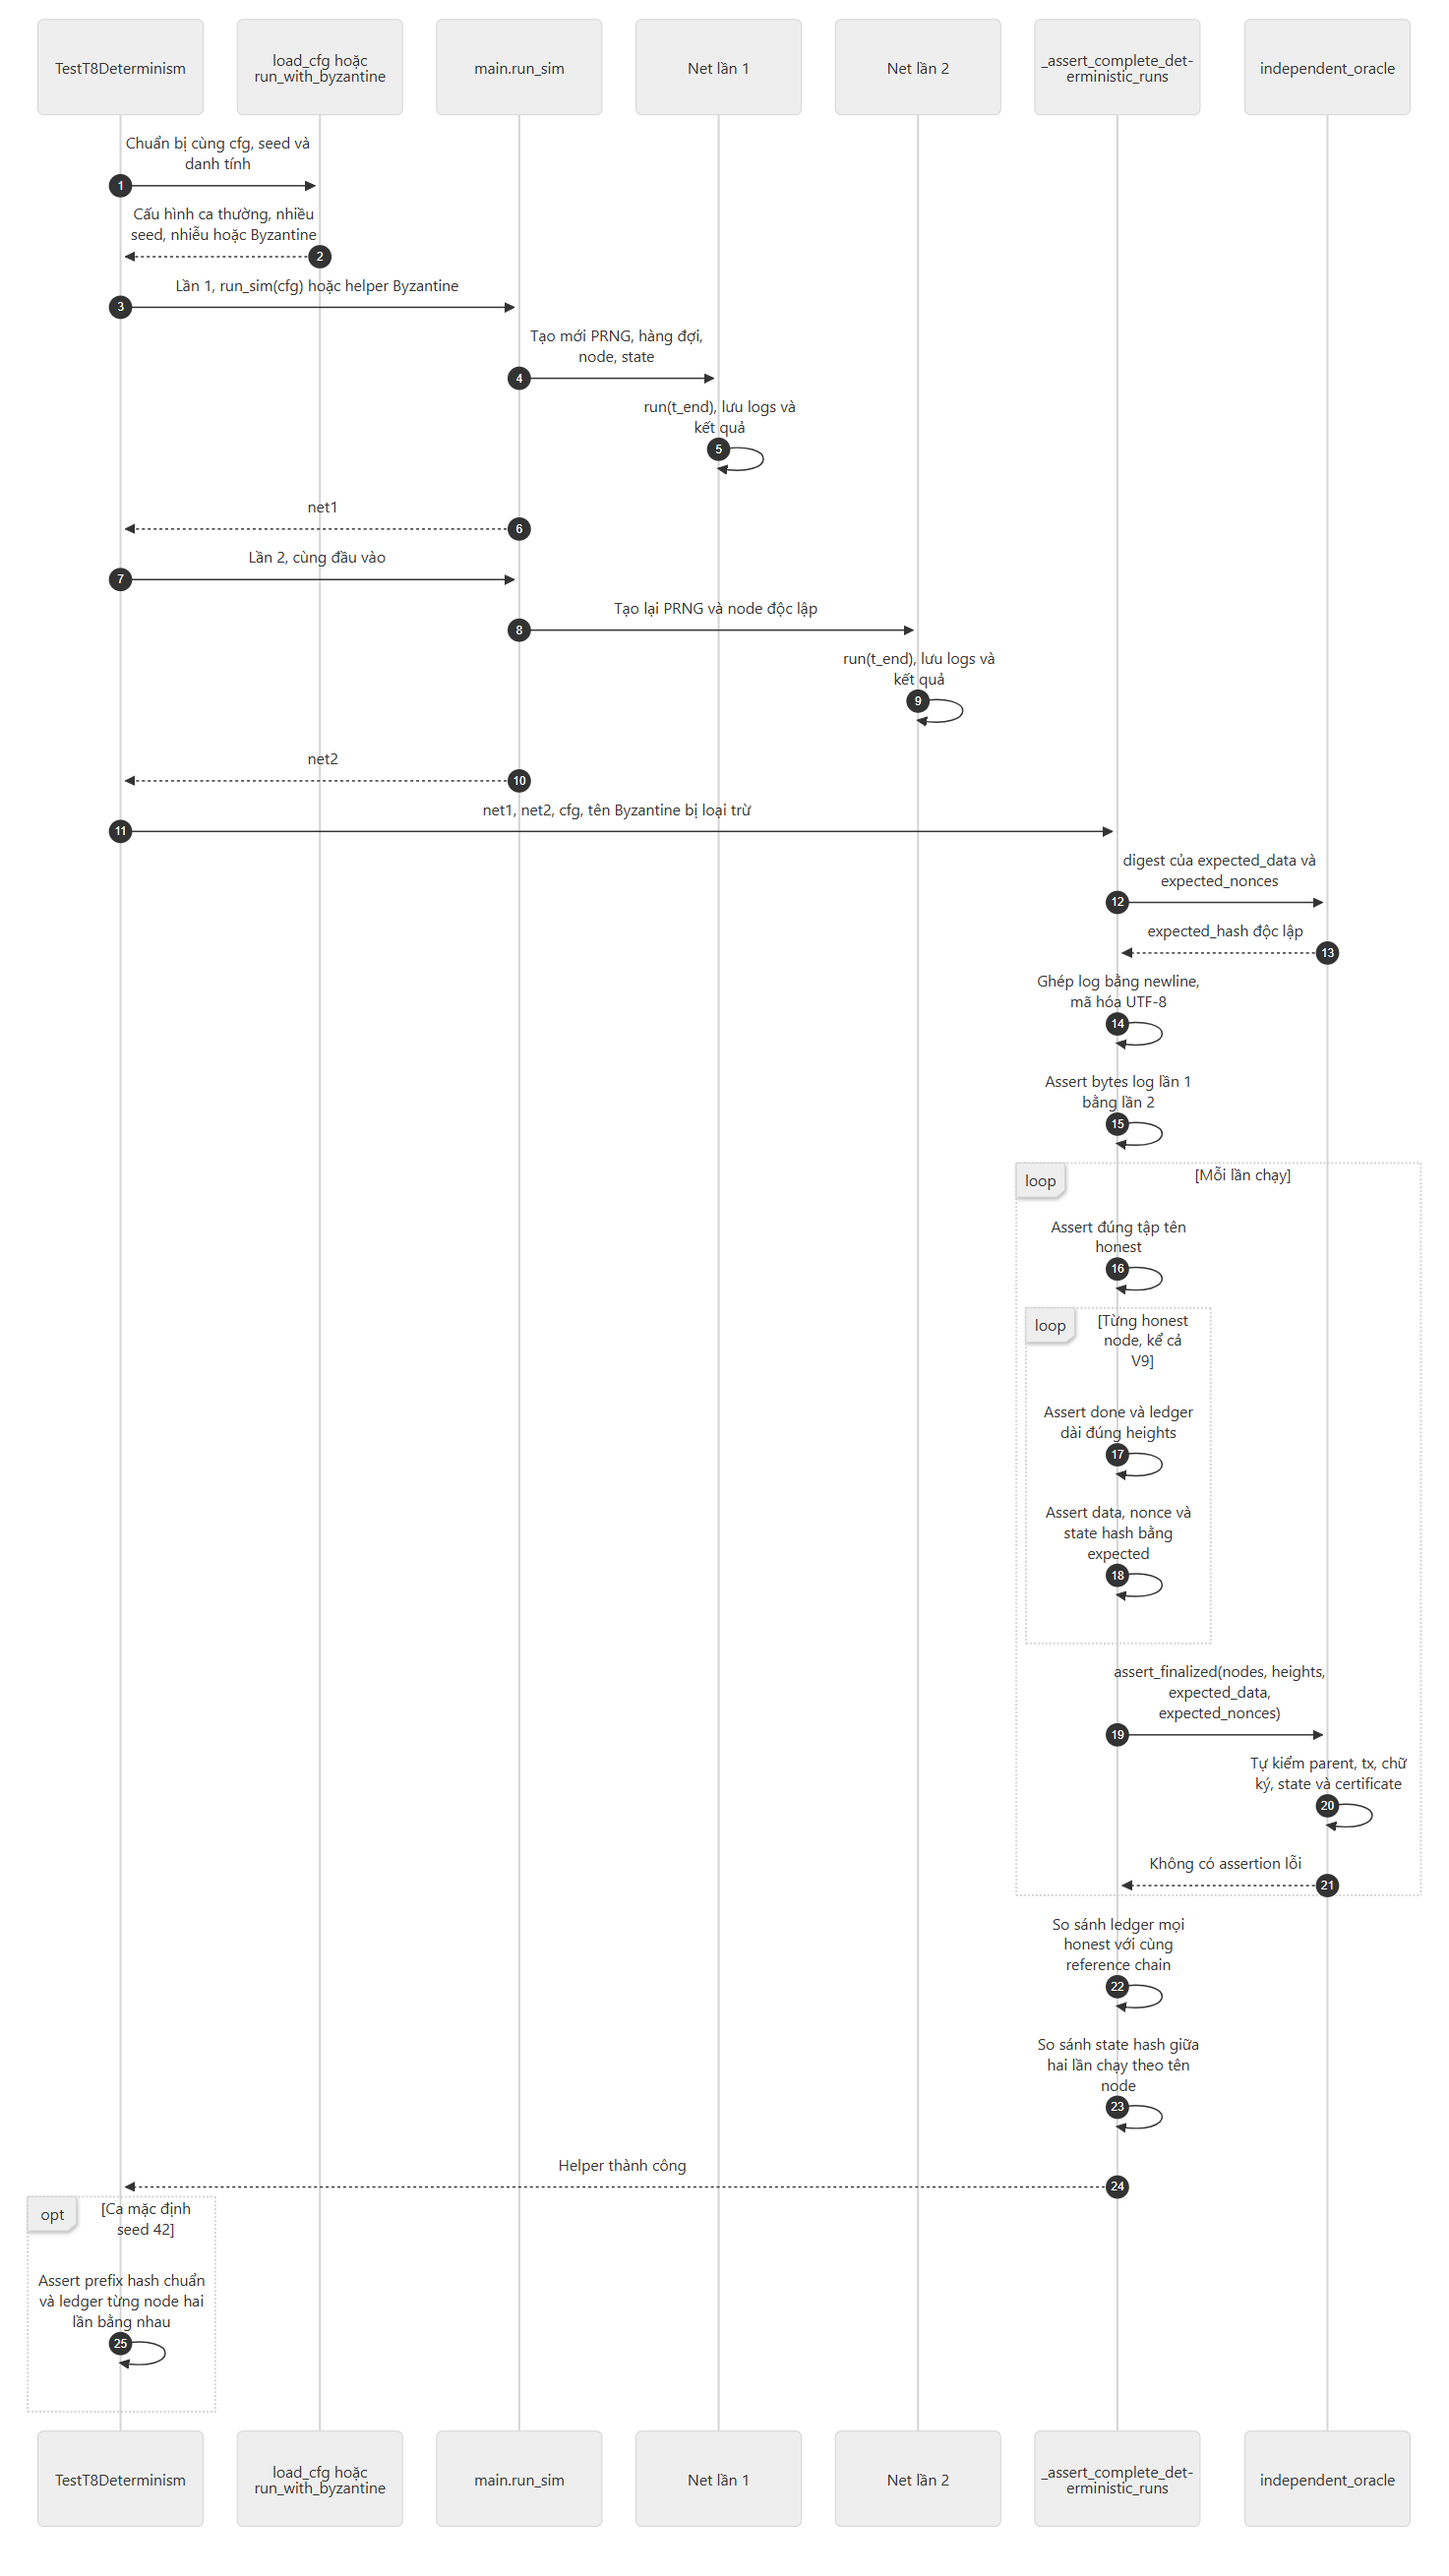 TestT8Determinism
load_cfg hoặc
run_with_byzantine
main.run_sim
Net lần 1
Net lần 2
_assert_complete_det-
erministic_runs
independent_oracle
Chuẩn bị cùng cfg, seed và
danh tính
1
Cấu hình ca thường, nhiều
seed, nhiễu hoặc Byzantine
2
Lần 1, run_sim(cfg) hoặc helper Byzantine
3
Tạo mới PRNG, hàng đợi,
node, state
4
run(t_end), lưu logs và
kết quả
5
net1
6
Lần 2, cùng đầu vào
7
Tạo lại PRNG và node độc lập
8
run(t_end), lưu logs và
kết quả
9
net2
10
net1, net2, cfg, tên Byzantine bị loại trừ
11
digest của expected_data và
expected_nonces
12
expected_hash độc lập
13
Ghép log bằng newline,
mã hóa UTF-8
14
Assert bytes log lần 1
bằng lần 2
15
loop
[Mỗi lần chạy]
Assert đúng tập tên
honest
16
loop
[Từng honest
node, kể cả
V9]
Assert done và ledger
dài đúng heights
17
Assert data, nonce và
state hash bằng
expected
18
assert_finalized(nodes, heights,
expected_data,
expected_nonces)
19
Tự kiểm parent, tx, chữ
ký, state và certificate
20
Không có assertion lỗi
21
So sánh ledger mọi
honest với cùng
reference chain
22
So sánh state hash giữa
hai lần chạy theo tên
node
23
Helper thành công
24
opt
[Ca mặc định
seed 42]
Assert prefix hash chuẩn
và ledger từng node hai
lần bằng nhau
25
TestT8Determinism
load_cfg hoặc
run_with_byzantine
main.run_sim
Net lần 1
Net lần 2
_assert_complete_det-
erministic_runs
independent_oracle